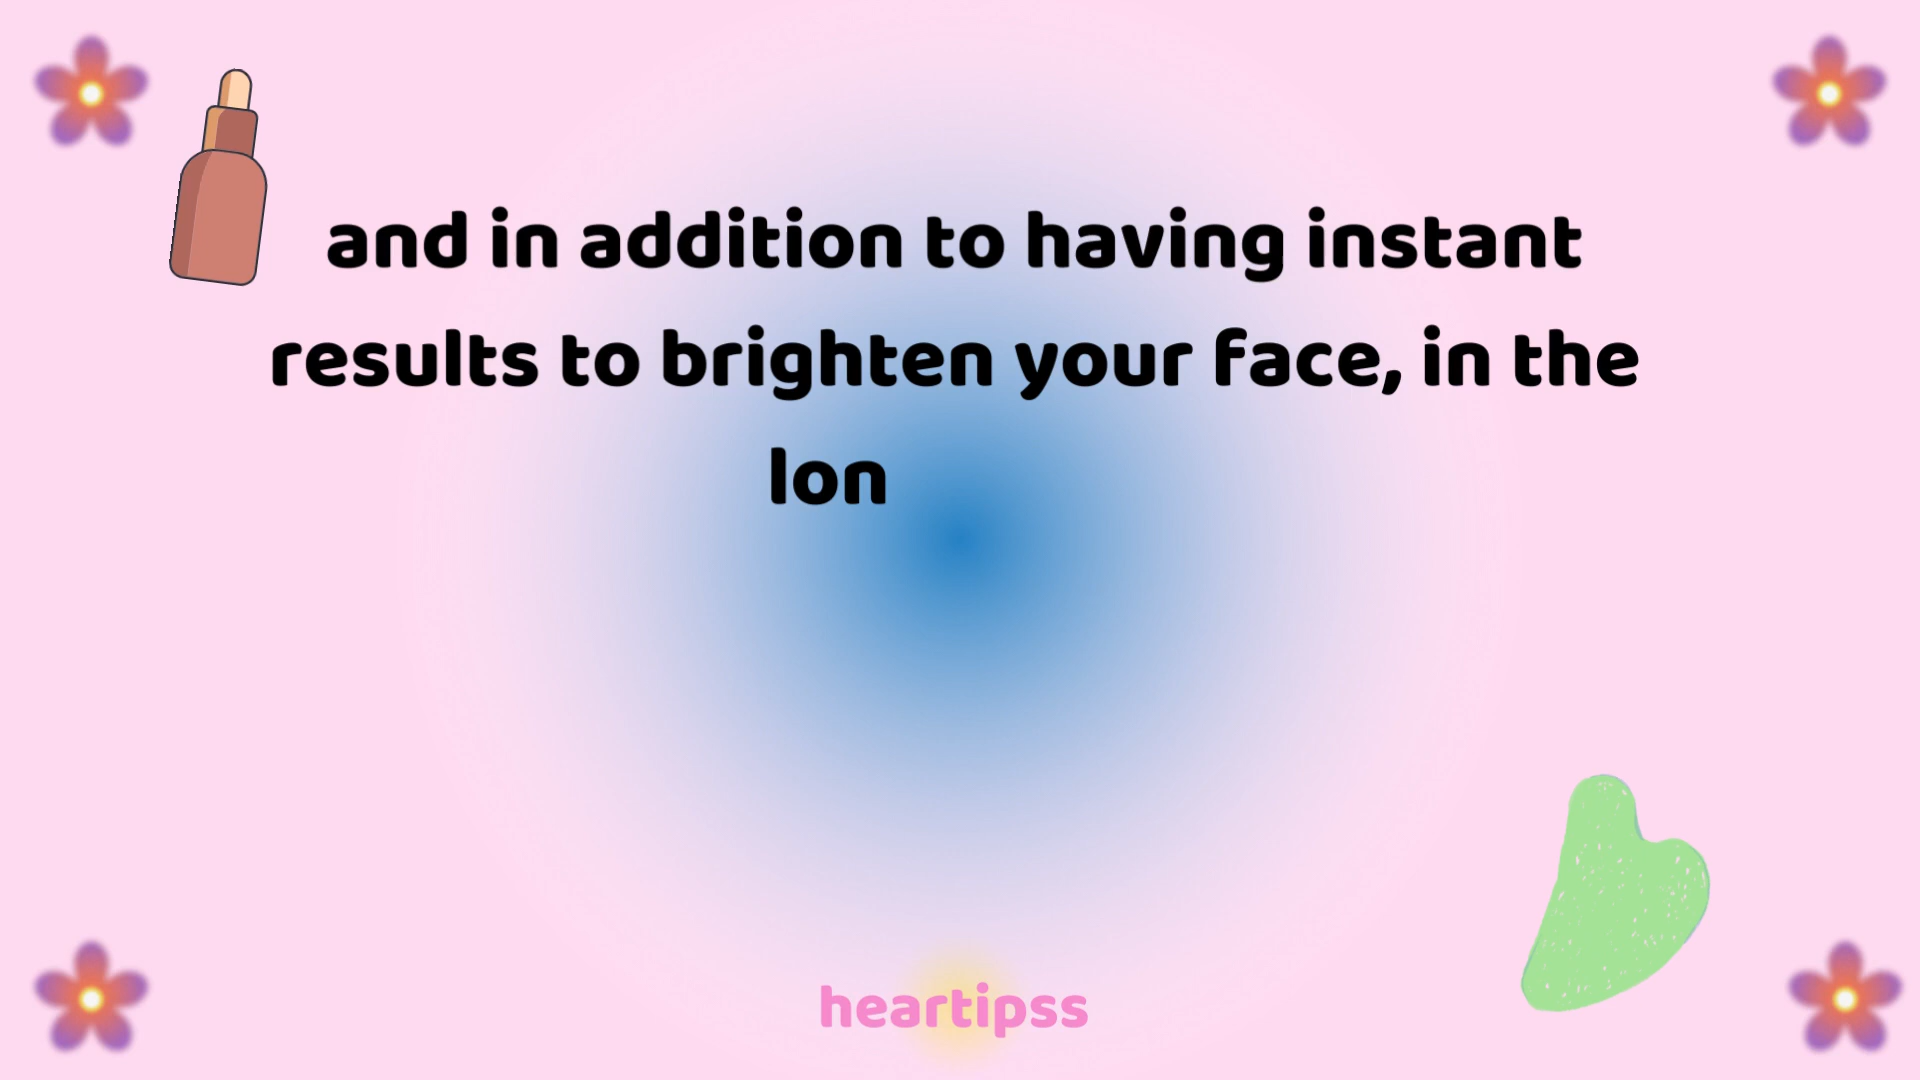 and in addition to having instant
results to brighten your face, in the
lon
heartipss